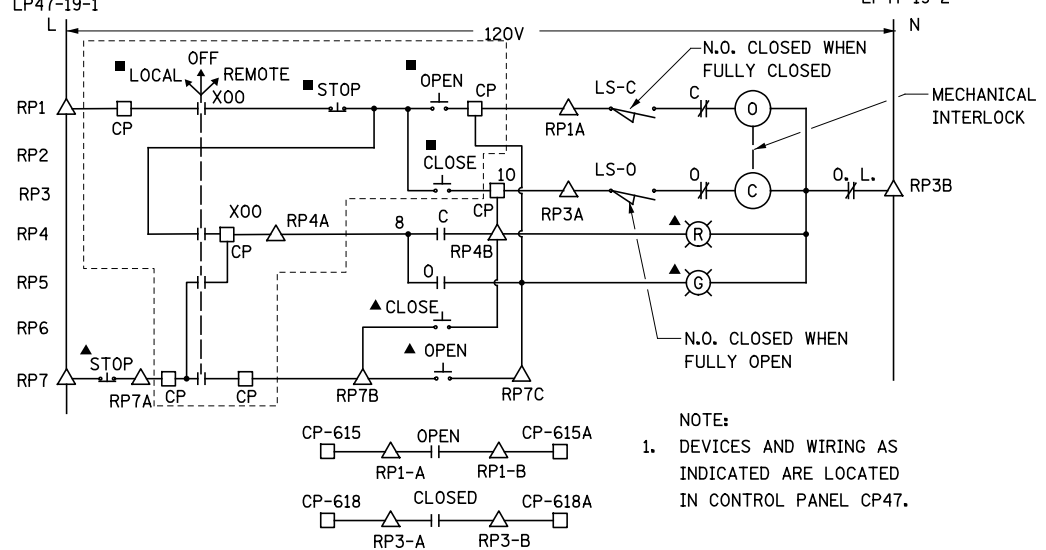 LP47-19-1
L
120V
N
OFF
LOCAL
REMOTE
X00
STOP
OPEN
CP
N.O. CLOSED WHEN
FULLY CLOSED
LS-C
C
O
MECHANICAL
INTERLOCK
RP1
CP
RP1A
RP2
CLOSE
RP3
10
CP
RP3A
LS-O
O
C
O. L.
RP3B
RP4
X00
RP4A
CP
8
C
RP4B
R
RP5
O
G
RP6
CLOSE
N.O. CLOSED WHEN
FULLY OPEN
RP7
STOP
RP7A
CP
CP
RP7B
OPEN
RP7C
CP-615
OPEN
CP-615A
RP1-A
RP1-B
CP-618
CLOSED
CP-618A
RP3-A
RP3-B
NOTE:
1. DEVICES AND WIRING AS
INDICATED ARE LOCATED
IN CONTROL PANEL CP47.